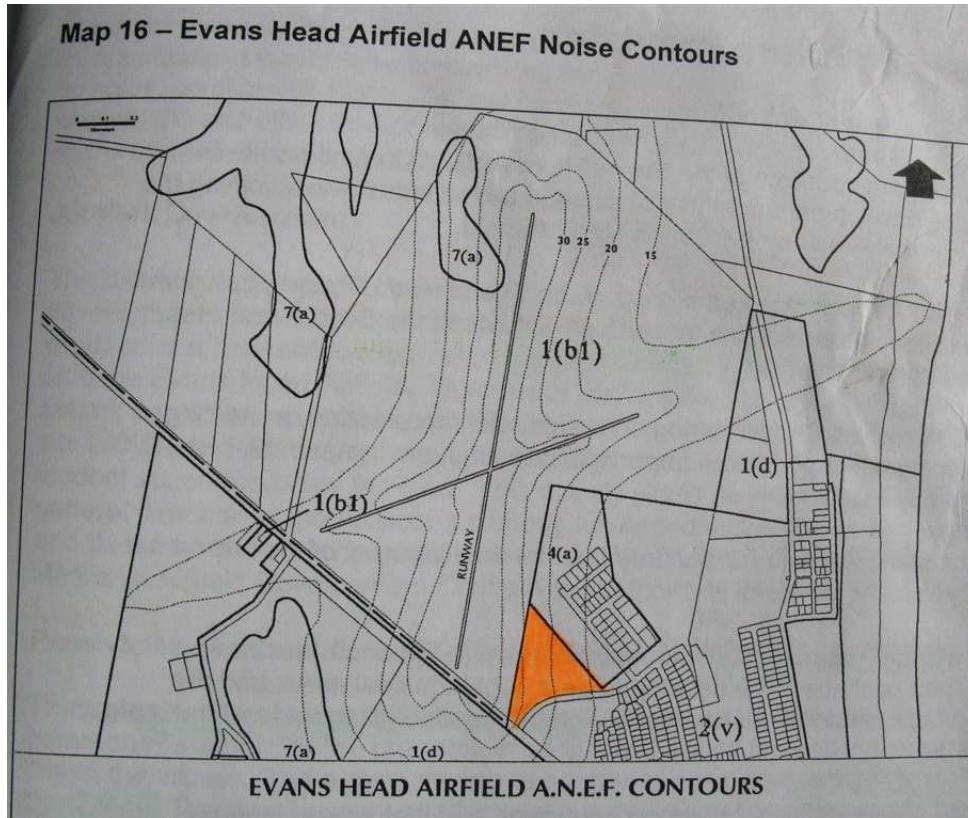 Map 16 – Evans Head Airfield ANEF Noise Contours
7(a)
30 25 20 15
7(a)
1(b1)
1(d)
1(b1)
4(a)
RUNWAY
2(v)
7(a)
1(d)
EVANS HEAD AIRFIELD A.N.E.F. CONTOURS